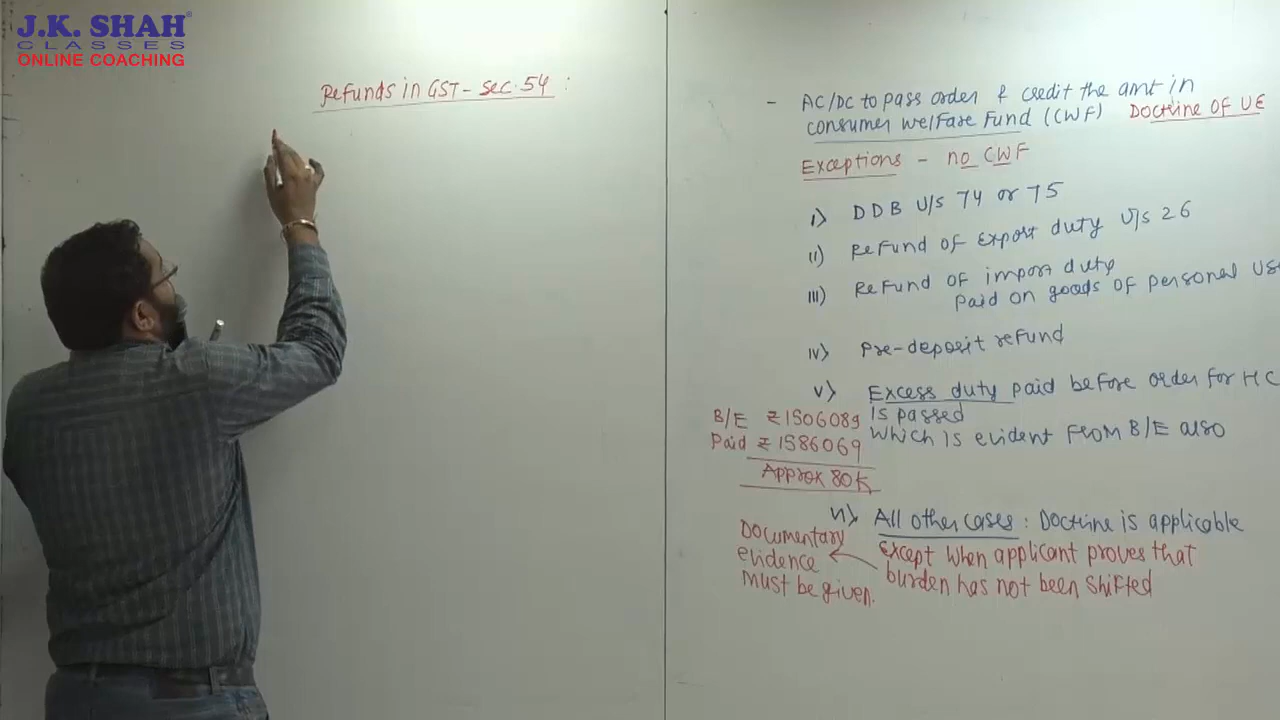 J.K. SHAH®
CLASSES
ONLINE COACHING
Refunds in GST - Sec. 54 :
- AC/DC to pass order & credit the amt in
consumer welfare Fund (CWF) Doctrine of UE
Exceptions - no CWF
i) DDB U/S 74 or 75
ii) Refund of Export duty U/S 26
iii) Refund of import duty
paid on goods of personal Use
iv) Pre-deposit refund
v) Excess duty paid before order for HC
is passed
which is evident from B/E also
B/E ₹1506089
Paid ₹1586069
Approx 80K
vi) All other cases : Doctrine is applicable
Except when applicant proves that
burden has not been shifted
Documentary
evidence
must be given.